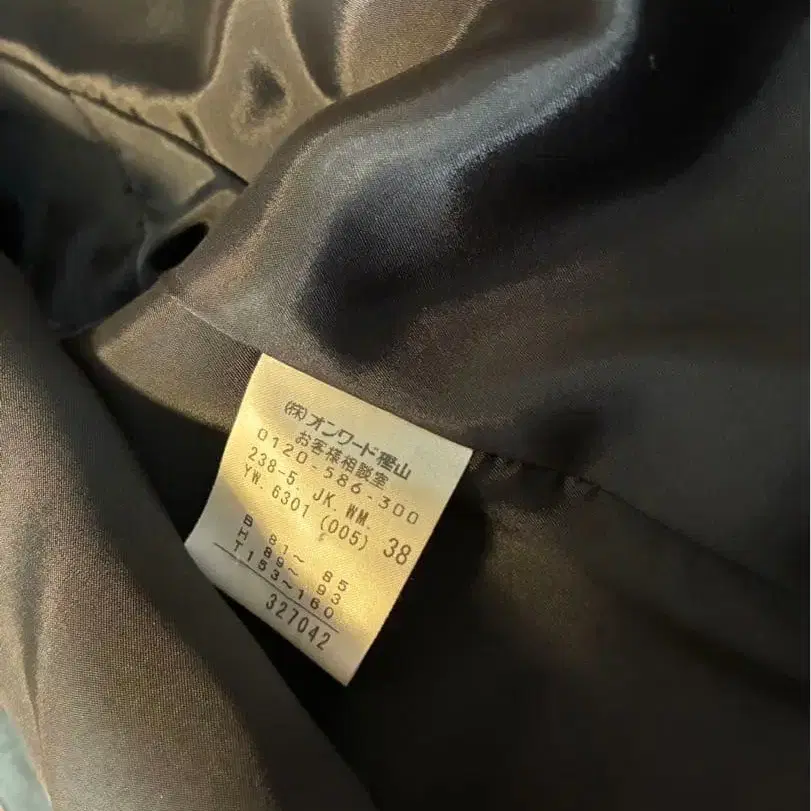 (株)オンワード樫山
お客様相談室
0120-586-300
238-5. JK. WM.
YW. 6301 (005) 38
B 81～ 85
H 89～ 93
T153～160
327042